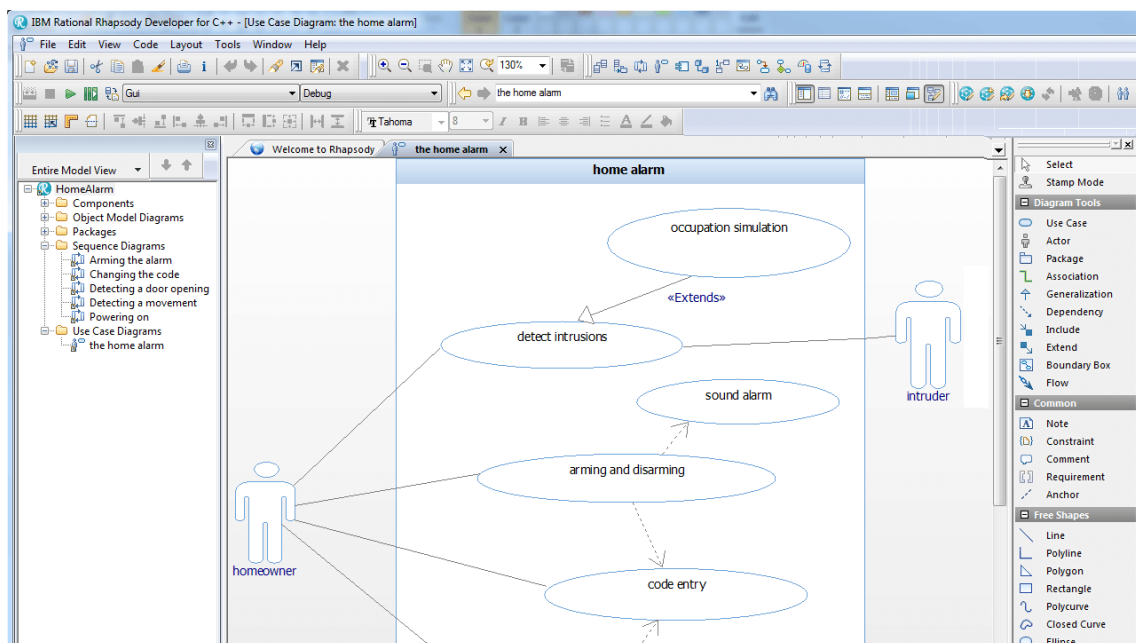 IBM Rational Rhapsody Developer for C++ - [Use Case Diagram: the home alarm]
File Edit View Code Layout Tools Window Help
130%
Gui Debug the home alarm
Tahoma 8
Welcome to Rhapsody the home alarm
Entire Model View
HomeAlarm
Components
Object Model Diagrams
Packages
Sequence Diagrams
Arming the alarm
Changing the code
Detecting a door opening
Detecting a movement
Powering on
Use Case Diagrams
the home alarm
home alarm
occupation simulation
«Extends»
detect intrusions
intruder
sound alarm
arming and disarming
homeowner
code entry
Select
Stamp Mode
Diagram Tools
Use Case
Actor
Package
Association
Generalization
Dependency
Include
Extend
Boundary Box
Flow
Common
Note
Constraint
Comment
Requirement
Anchor
Free Shapes
Line
Polyline
Polygon
Rectangle
Polycurve
Closed Curve
Ellipse